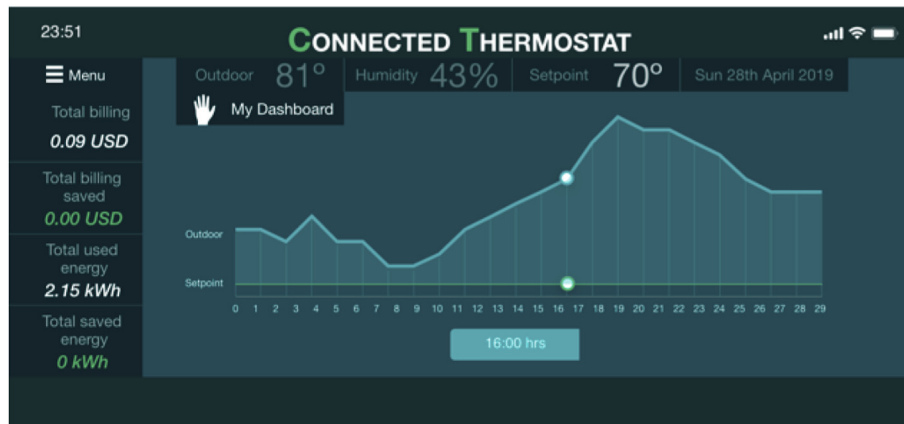 23:51
CONNECTED THERMOSTAT
Menu
Outdoor 81° Humidity 43% Setpoint 70° Sun 28th April 2019
My Dashboard
Total billing
0.09 USD
Total billing
saved
0.00 USD
Total used
energy
2.15 kWh
Total saved
energy
0 kWh
Outdoor
Setpoint
0 1 2 3 4 5 6 7 8 9 10 11 12 13 14 15 16 17 18 19 20 21 22 23 24 25 26 27 28 29
16:00 hrs